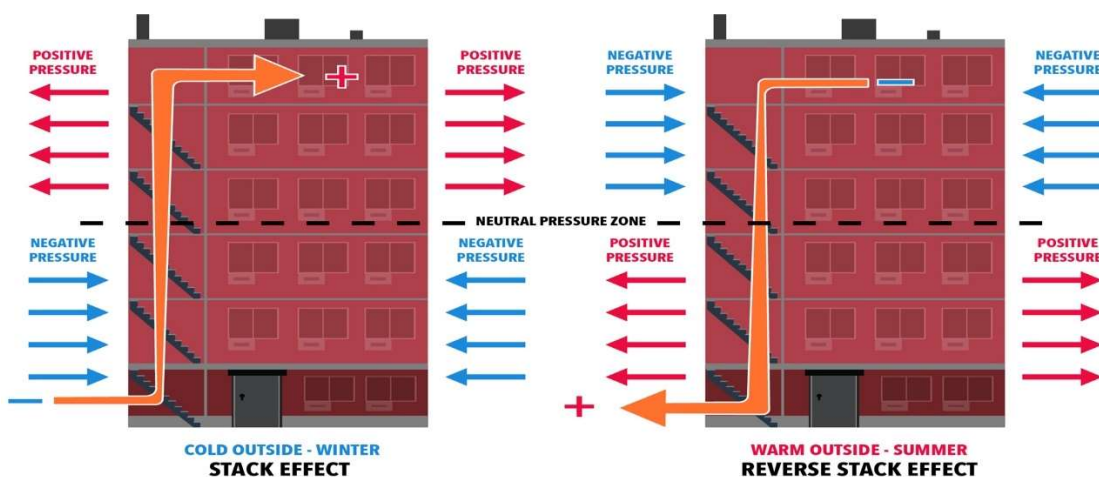 POSITIVE
PRESSURE
POSITIVE
PRESSURE
NEGATIVE
PRESSURE
NEGATIVE
PRESSURE
+
−
NEUTRAL PRESSURE ZONE
NEGATIVE
PRESSURE
NEGATIVE
PRESSURE
POSITIVE
PRESSURE
POSITIVE
PRESSURE
−
+
COLD OUTSIDE - WINTER
STACK EFFECT
WARM OUTSIDE - SUMMER
REVERSE STACK EFFECT